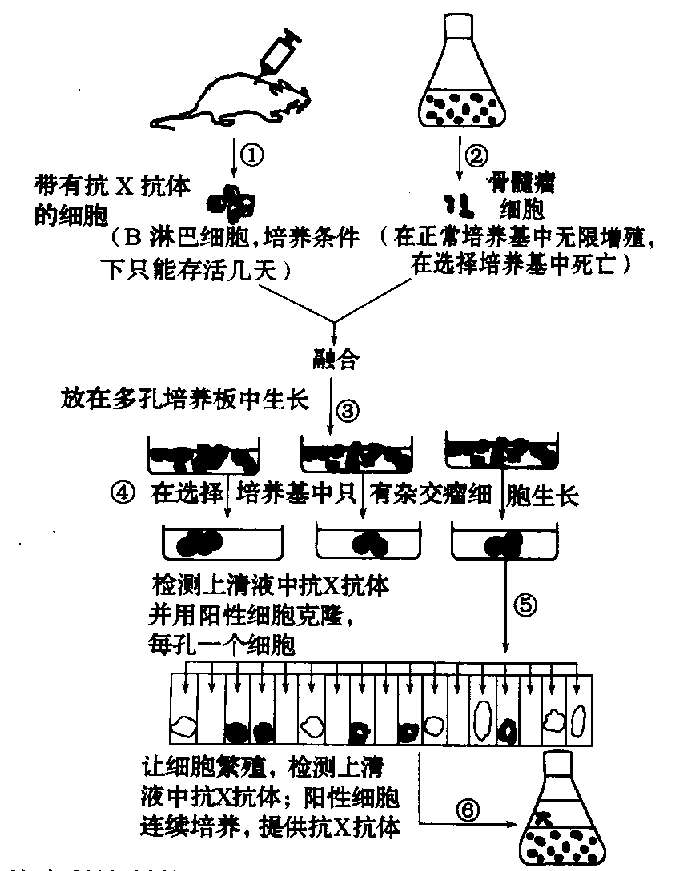 ①
②
带有抗X抗体
的细胞
骨髓瘤
细胞
(B淋巴细胞,培养条件
下只能存活几天)
(在正常培养基中无限增殖,
在选择培养基中死亡)
融合
放在多孔培养板中生长
③
④ 在选择 培养基中只 有杂交瘤细 胞生长
检测上清液中抗X抗体
并用阳性细胞克隆,
每孔一个细胞
⑤
让细胞繁殖,检测上清
液中抗X抗体;阳性细胞
连续培养,提供抗X抗体
⑥